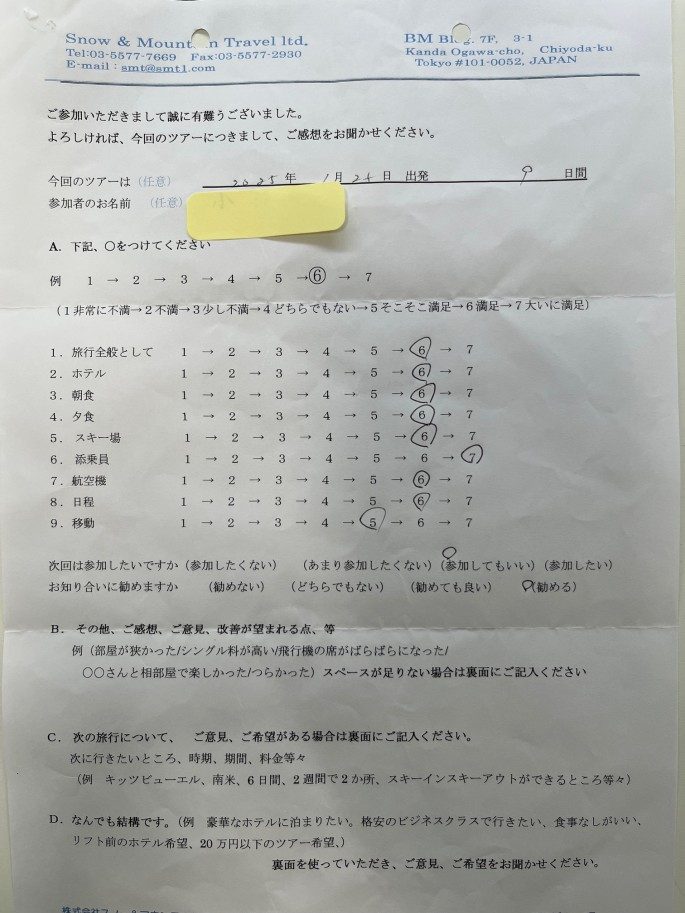 Snow & Mountain Travel ltd.
BM Bldg. 7F, 3-1
Tel:03-5577-7669 Fax:03-5577-2930
Kanda Ogawa-cho, Chiyoda-ku
E-mail : smt@smt1.com
Tokyo #101-0052, JAPAN
ご参加いただきまして誠に有難うございました。
よろしければ、今回のツアーにつきまして、ご感想をお聞かせください。
今回のツアーは（任意） 2025 年 1 月 24 日 出発 9 日間
参加者のお名前 （任意）
A. 下記、〇をつけてください
例 1 → 2 → 3 → 4 → 5 →⑥ → 7
（１非常に不満→２不満→３少し不満→４どちらでもない→５そこそこ満足→６満足→７大いに満足）
1. 旅行全般として 1 → 2 → 3 → 4 → 5 → 6 → 7
2. ホテル 1 → 2 → 3 → 4 → 5 → 6 → 7
3. 朝食 1 → 2 → 3 → 4 → 5 → 6 → 7
4. 夕食 1 → 2 → 3 → 4 → 5 → 6 → 7
5. スキー場 1 → 2 → 3 → 4 → 5 → 6 → 7
6. 添乗員 1 → 2 → 3 → 4 → 5 → 6 → 7
7. 航空機 1 → 2 → 3 → 4 → 5 → 6 → 7
8. 日程 1 → 2 → 3 → 4 → 5 → 6 → 7
9. 移動 1 → 2 → 3 → 4 → 5 → 6 → 7
次回は参加したいですか（参加したくない） （あまり参加したくない）（参加してもいい）（参加したい）
お知り合いに勧めますか （勧めない） （どちらでもない） （勧めても良い） （勧める）
B. その他、ご感想、ご意見、改善が望まれる点、等
例（部屋が狭かった/シングル料が高い/飛行機の席がばらばらになった/
〇〇さんと相部屋で楽しかった/つらかった）スペースが足りない場合は裏面にご記入ください
C. 次の旅行について、 ご意見、ご希望がある場合は裏面にご記入ください。
次に行きたいところ、時期、期間、料金等々
（例 キッツビューエル、南米、６日間、２週間で２か所、スキーインスキーアウトができるところ等々）
D. なんでも結構です。（例 豪華なホテルに泊まりたい。格安のビジネスクラスで行きたい、食事なしがいい、
リフト前のホテル希望、20 万円以下のツアー希望、）
裏面を使っていただき、ご意見、ご希望をお聞かせください。